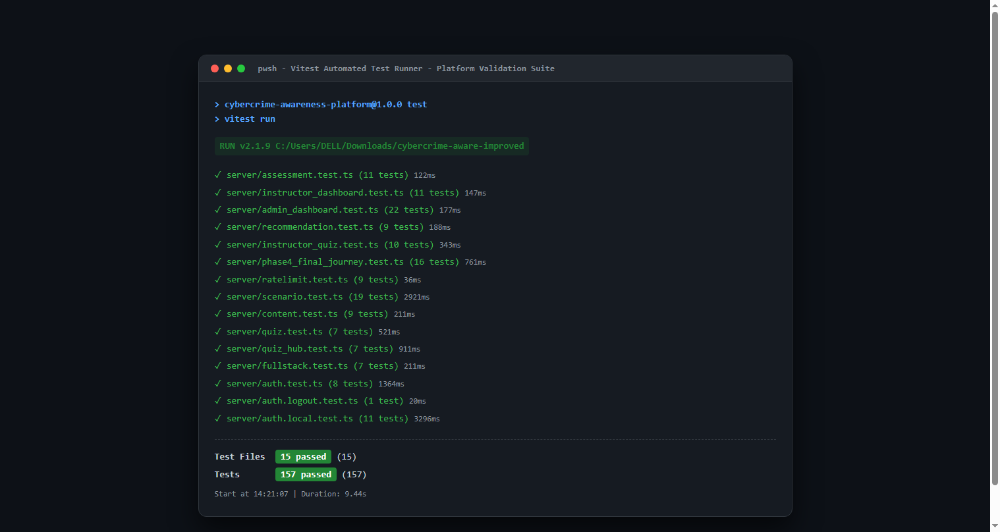 pwsh - Vitest Automated Test Runner - Platform Validation Suite
> cybercrime-awareness-platform@1.0.0 test
> vitest run
RUN v2.1.9 C:/Users/DELL/Downloads/cybercrime-aware-improved
✓ server/assessment.test.ts (11 tests) 122ms
✓ server/instructor_dashboard.test.ts (11 tests) 147ms
✓ server/admin_dashboard.test.ts (22 tests) 177ms
✓ server/recommendation.test.ts (9 tests) 188ms
✓ server/instructor_quiz.test.ts (10 tests) 343ms
✓ server/phase4_final_journey.test.ts (16 tests) 761ms
✓ server/ratelimit.test.ts (9 tests) 36ms
✓ server/scenario.test.ts (19 tests) 2921ms
✓ server/content.test.ts (9 tests) 211ms
✓ server/quiz.test.ts (7 tests) 521ms
✓ server/quiz_hub.test.ts (7 tests) 911ms
✓ server/fullstack.test.ts (7 tests) 211ms
✓ server/auth.test.ts (8 tests) 1364ms
✓ server/auth.logout.test.ts (1 test) 20ms
✓ server/auth.local.test.ts (11 tests) 3296ms
Test Files 15 passed (15)
Tests 157 passed (157)
Start at 14:21:07 | Duration: 9.44s